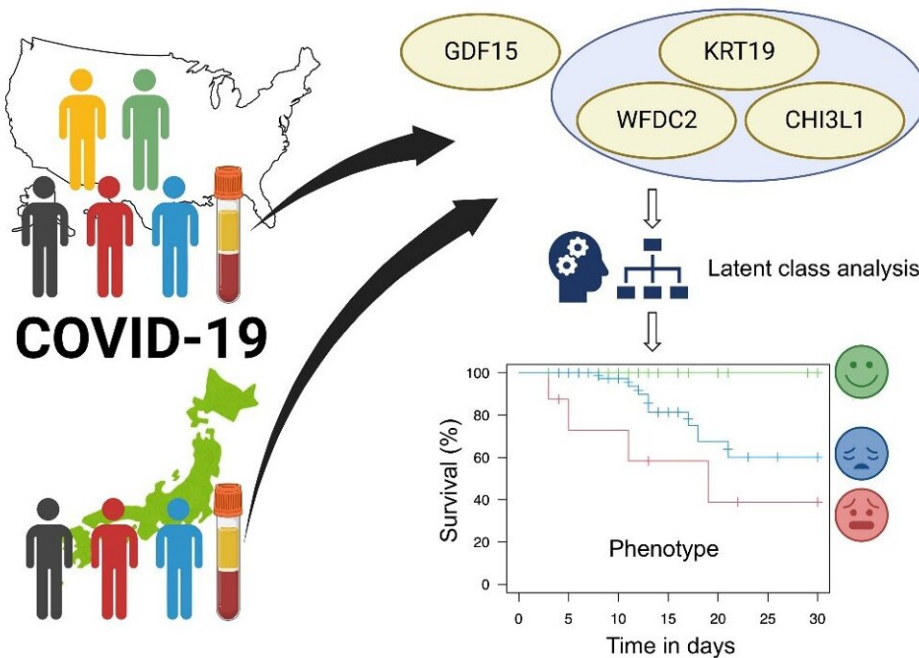 GDF15
KRT19
WFDC2
CHI3L1
Latent class analysis
COVID-19
Survival (%)
100
80
60
40
20
0
Phenotype
0 5 10 15 20 25 30
Time in days